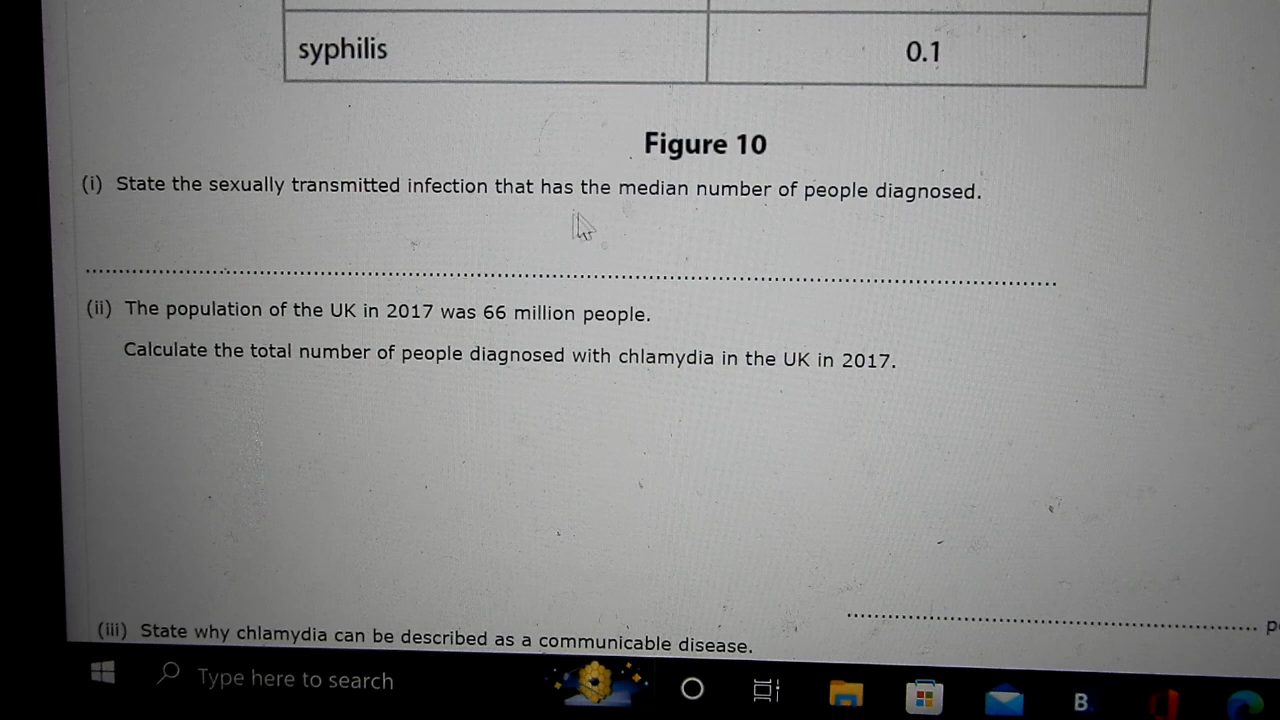 syphilis 0.1
Figure 10
(i) State the sexually transmitted infection that has the median number of people diagnosed.
(ii) The population of the UK in 2017 was 66 million people.
Calculate the total number of people diagnosed with chlamydia in the UK in 2017.
(iii) State why chlamydia can be described as a communicable disease.
Type here to search
B